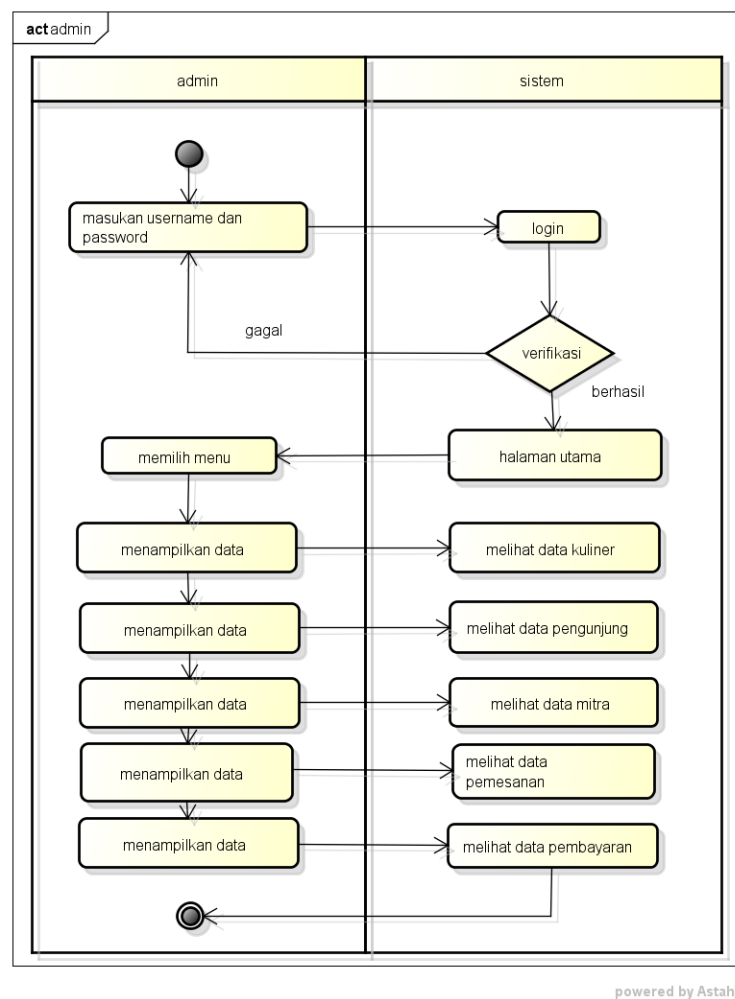 act admin
admin
sistem
masukan username dan
password
login
gagal
verifikasi
berhasil
memilih menu
halaman utama
menampilkan data
melihat data kuliner
menampilkan data
melihat data pengunjung
menampilkan data
melihat data mitra
menampilkan data
melihat data
pemesanan
menampilkan data
melihat data pembayaran
powered by Astah